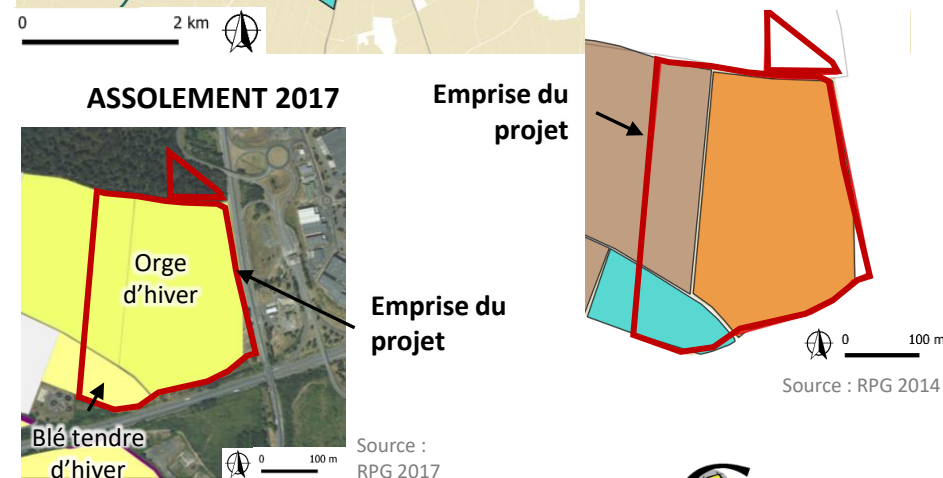 0 2 km
ASSOLEMENT 2017
Emprise du
projet
Orge
d'hiver
Emprise du
projet
0 100 m
Source : RPG 2014
Blé tendre
d'hiver
0 100 m
Source :
RPG 2017